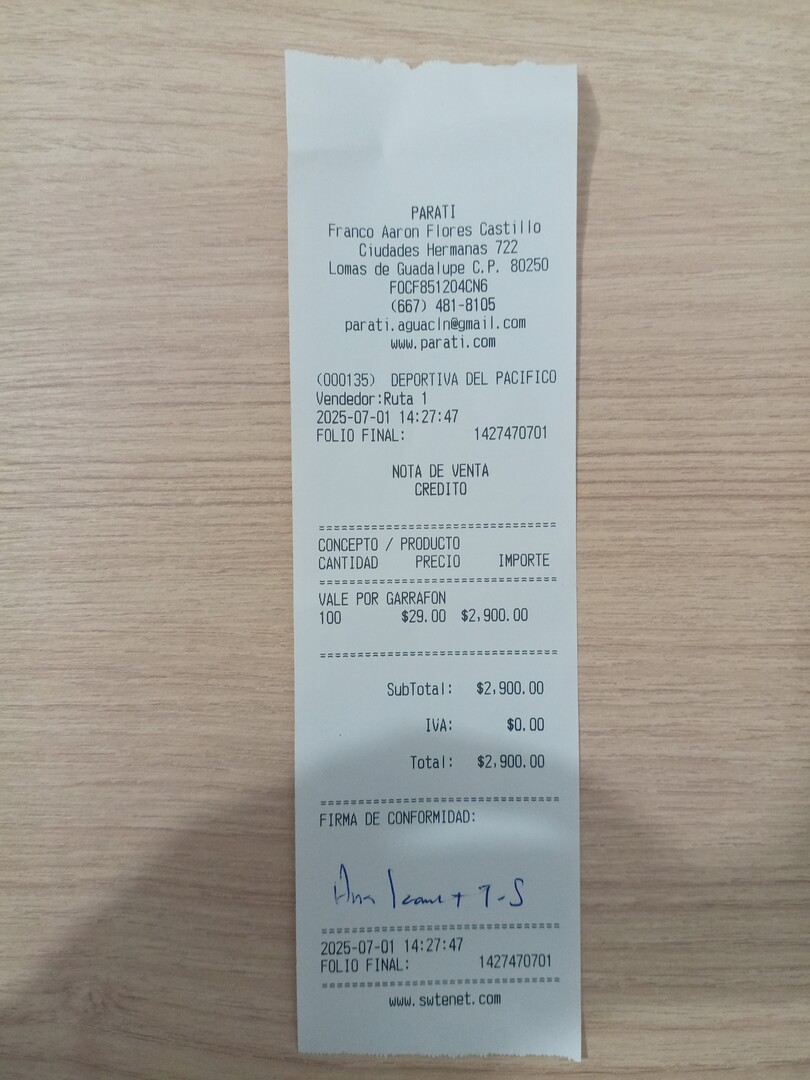 PARATI
Franco Aaron Flores Castillo
Ciudades Hermanas 722
Lomas de Guadalupe C.P. 80250
FOCF851204CN6
(667) 481-8105
parati.aguacln@gmail.com
www.parati.com
(000135) DEPORTIVA DEL PACIFICO
Vendedor:Ruta 1
2025-07-01 14:27:47
FOLIO FINAL: 1427470701
NOTA DE VENTA
CREDITO
==============================
CONCEPTO / PRODUCTO
CANTIDAD PRECIO IMPORTE
==============================
VALE POR GARRAFON
100 $29.00 $2,900.00
==============================
SubTotal: $2,900.00
IVA: $0.00
Total: $2,900.00
==============================
FIRMA DE CONFORMIDAD:
Ana
==============================
2025-07-01 14:27:47
FOLIO FINAL: 1427470701
==============================
www.swtenet.com